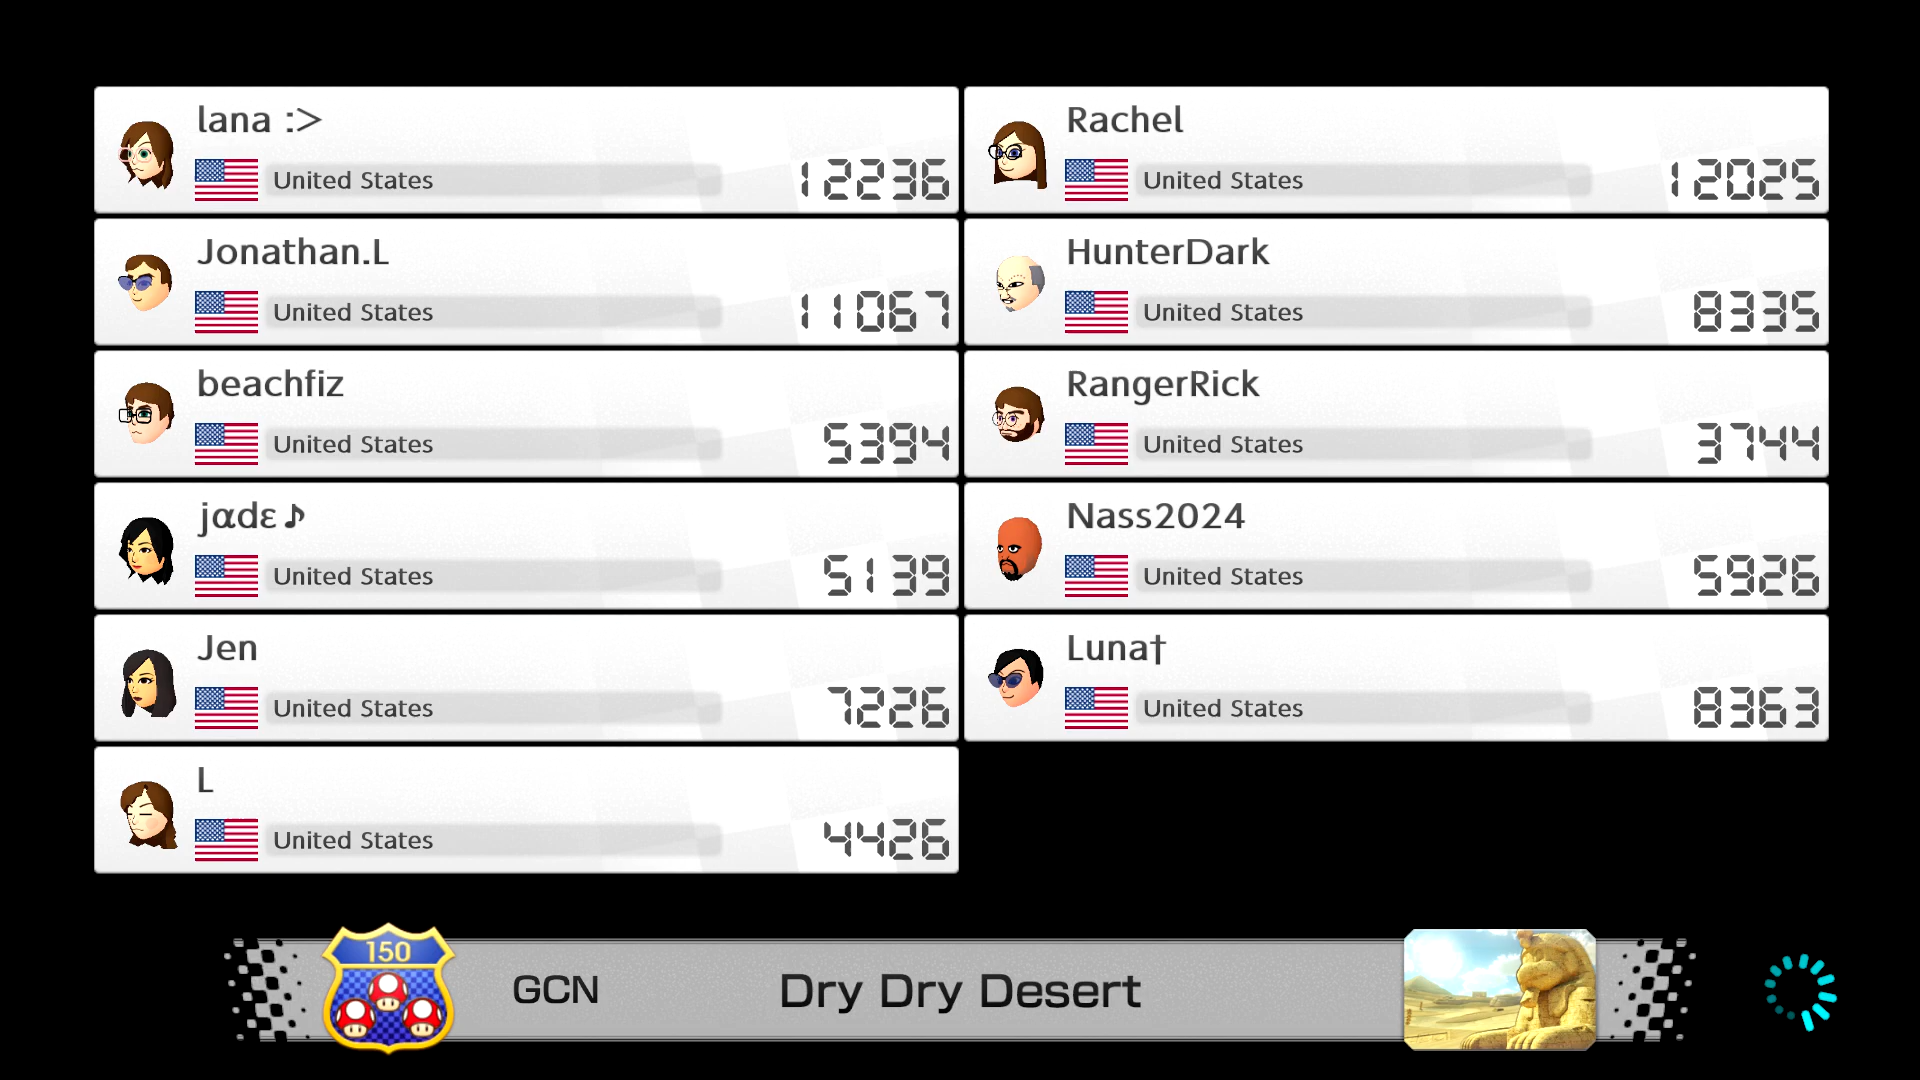 lana :>
United States 12236
Rachel
United States 12025
Jonathan.L
United States 11067
HunterDark
United States 8335
beachfiz
United States 5394
RangerRick
United States 3744
jαdε♪
United States 5139
Nass2024
United States 5926
Jen
United States 7226
Luna†
United States 8363
L
United States 4426
150 GCN Dry Dry Desert